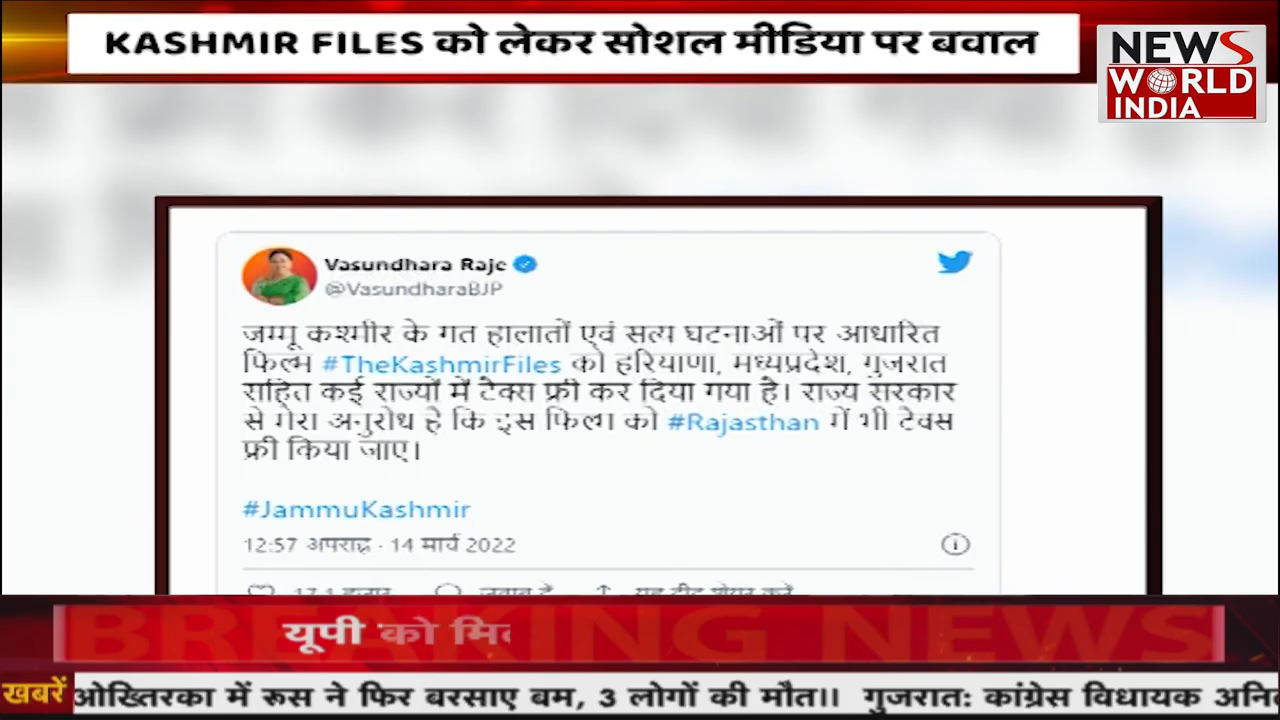 KASHMIR FILES को लेकर सोशल मीडिया पर बवाल
NEWS
WORLD
INDIA
Vasundhara Raje
@VasundharaBJP
जम्मू कश्मीर के गत हालातों एवं सत्य घटनाओं पर आधारित
फिल्म #TheKashmirFiles को हरियाणा, मध्यप्रदेश, गुजरात
सहित कई राज्यों में टैक्स फ्री कर दिया गया है। राज्य सरकार
से मेरा अनुरोध है कि इस फिल्म को #Rajasthan में भी टैक्स
फ्री किया जाए।
#JammuKashmir
12:57 अपराह्न · 14 मार्च 2022
BREAKING NEWS
यूपी को
खबरें
ओख्तिरका में रूस ने फिर बरसाए बम, 3 लोगों की मौत।। गुजरात: कांग्रेस विधायक